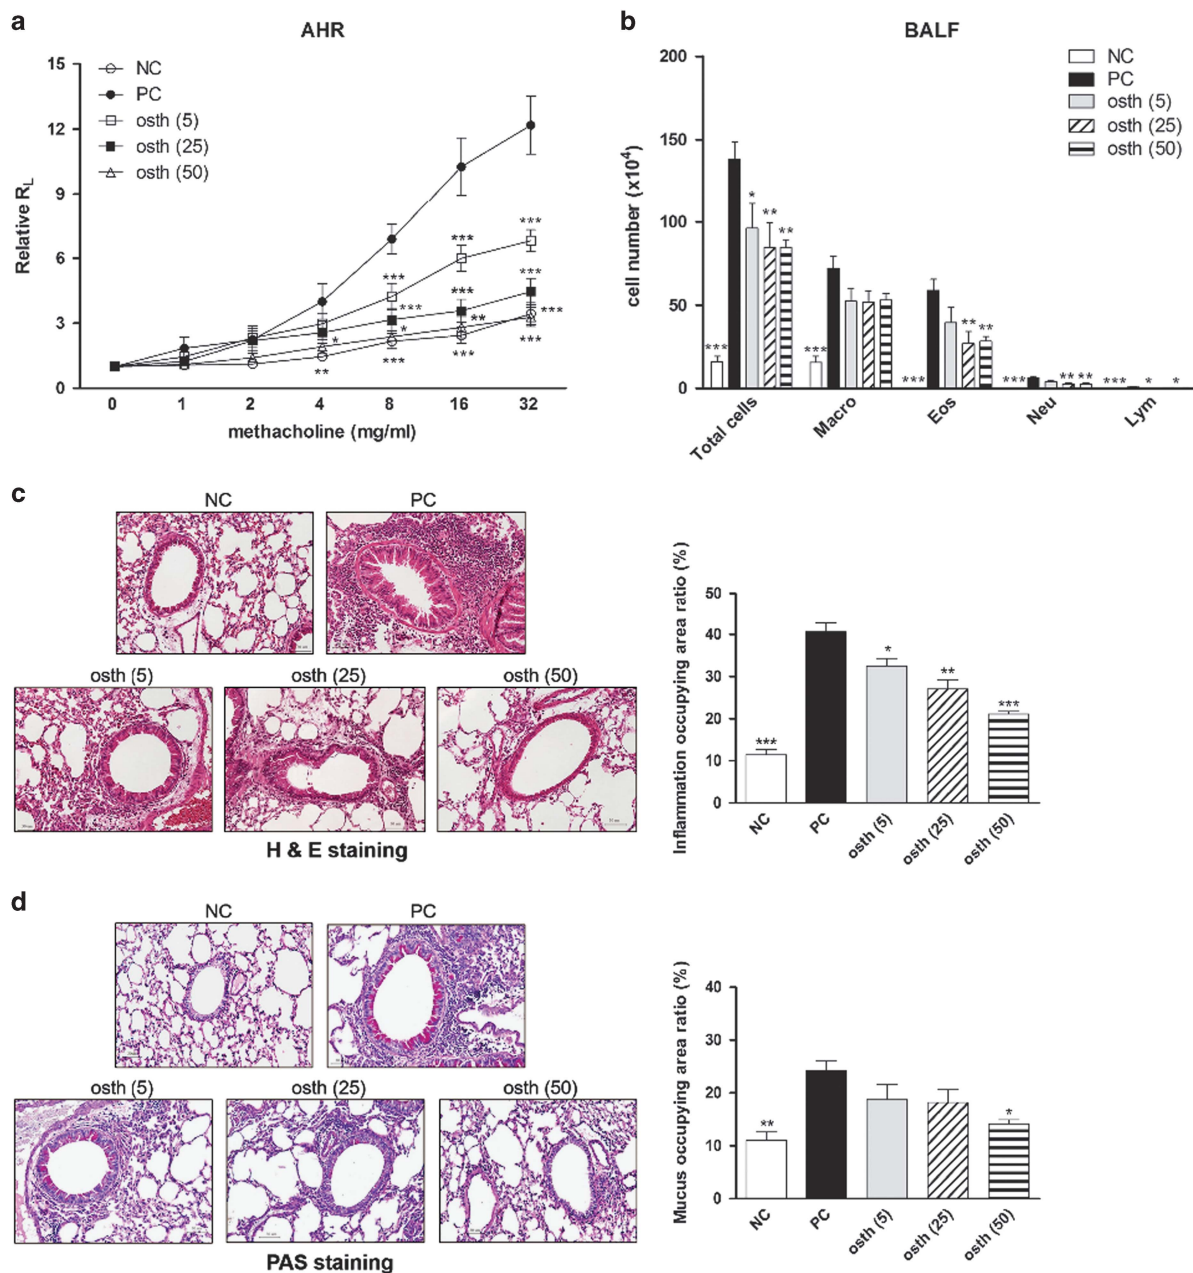 a
AHR
15
12
9
6
3
0
Relative RL
NC
PC
osth (5)
osth (25)
osth (50)
***
***
***
***
***
***
***
***
**
*
*
**
***
***
***
0 1 2 4 8 16 32
methacholine (mg/ml)
b
BALF
200
150
100
50
0
cell number (x10⁴)
NC
PC
osth (5)
osth (25)
osth (50)
*** * ** **
***
*** ** **
*** ** **
*** * *
Total cells Macro Eos Neu Lym
c
NC PC
osth (5) osth (25) osth (50)
H & E staining
Inflammation occupying area ratio (%)
50
40
30
20
10
0
*** * ** ***
NC PC osth (5) osth (25) osth (50)
d
NC PC
osth (5) osth (25) osth (50)
PAS staining
Mucus occupying area ratio (%)
40
30
20
10
0
** *
NC PC osth (5) osth (25) osth (50)